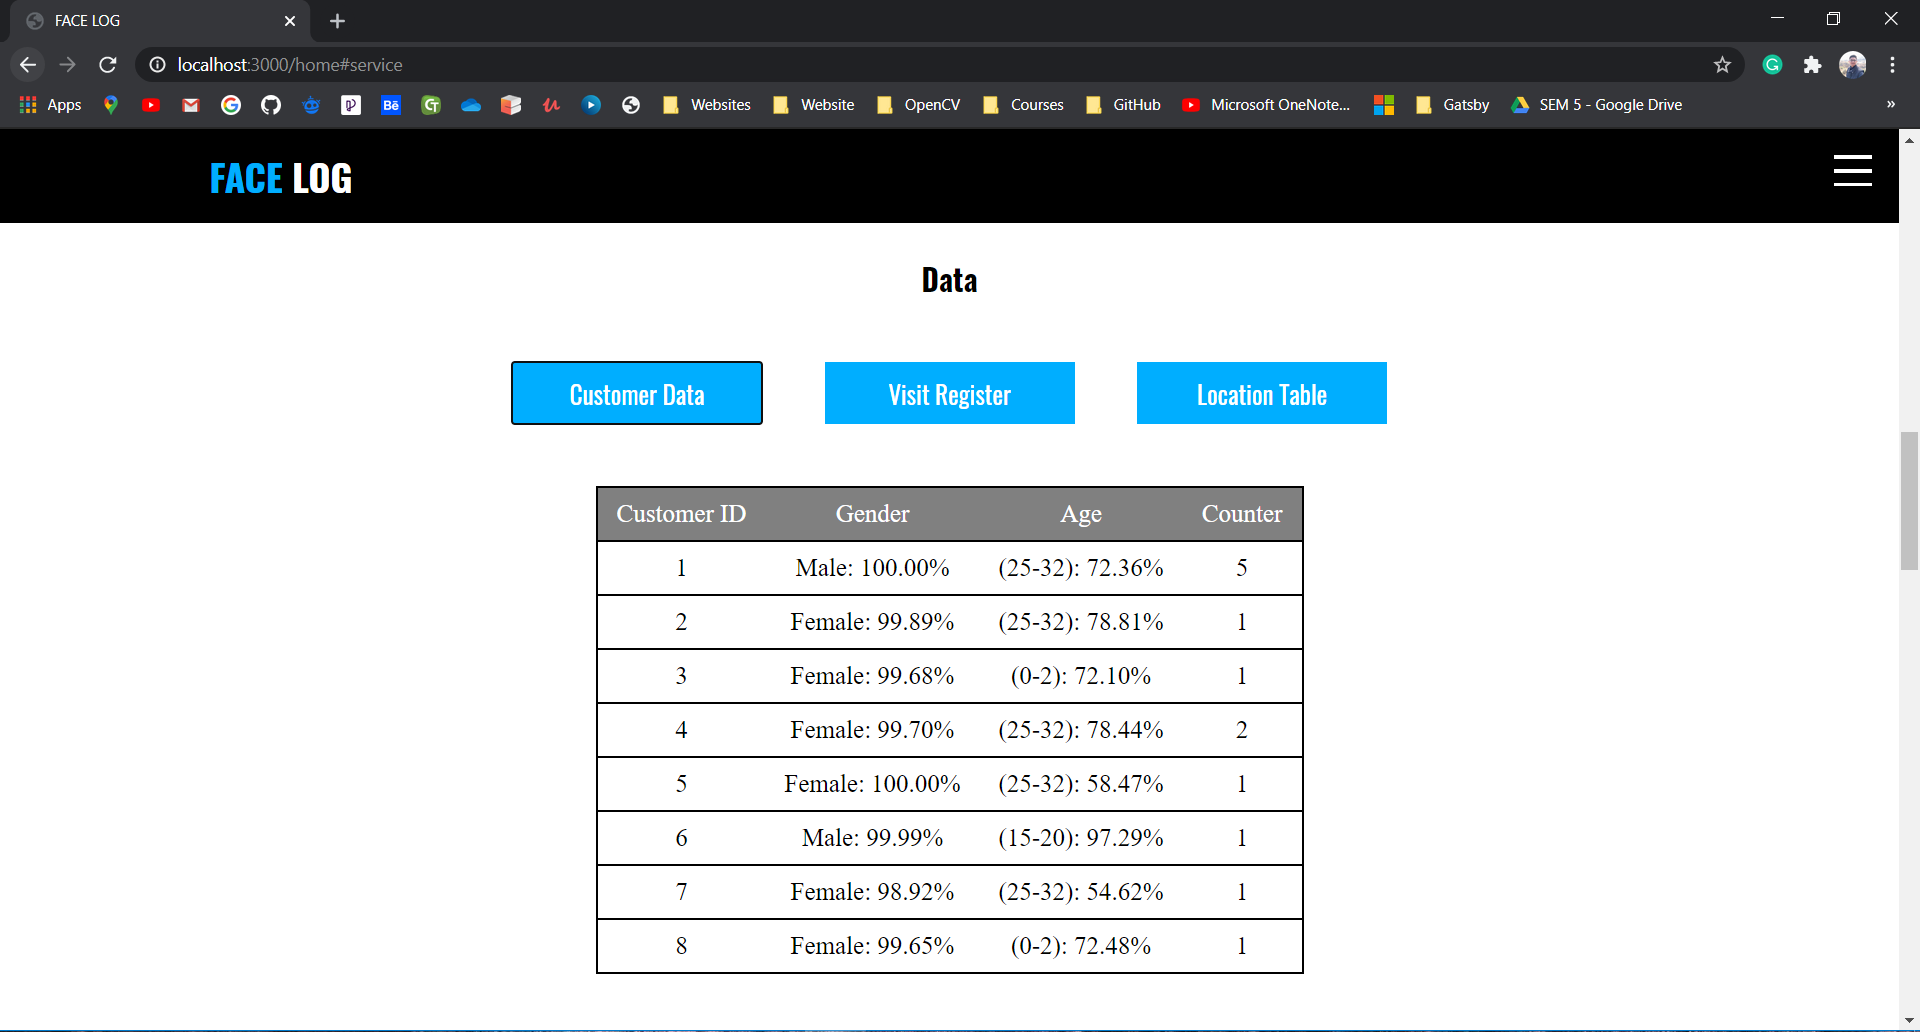 FACE LOG
localhost:3000/home#service
Apps Bē GT Websites Website OpenCV Courses GitHub Microsoft OneNote... Gatsby SEM 5 - Google Drive »
FACE LOG
Data
Customer Data Visit Register Location Table
Customer ID Gender Age Counter
1 Male: 100.00% (25-32): 72.36% 5
2 Female: 99.89% (25-32): 78.81% 1
3 Female: 99.68% (0-2): 72.10% 1
4 Female: 99.70% (25-32): 78.44% 2
5 Female: 100.00% (25-32): 58.47% 1
6 Male: 99.99% (15-20): 97.29% 1
7 Female: 98.92% (25-32): 54.62% 1
8 Female: 99.65% (0-2): 72.48% 1